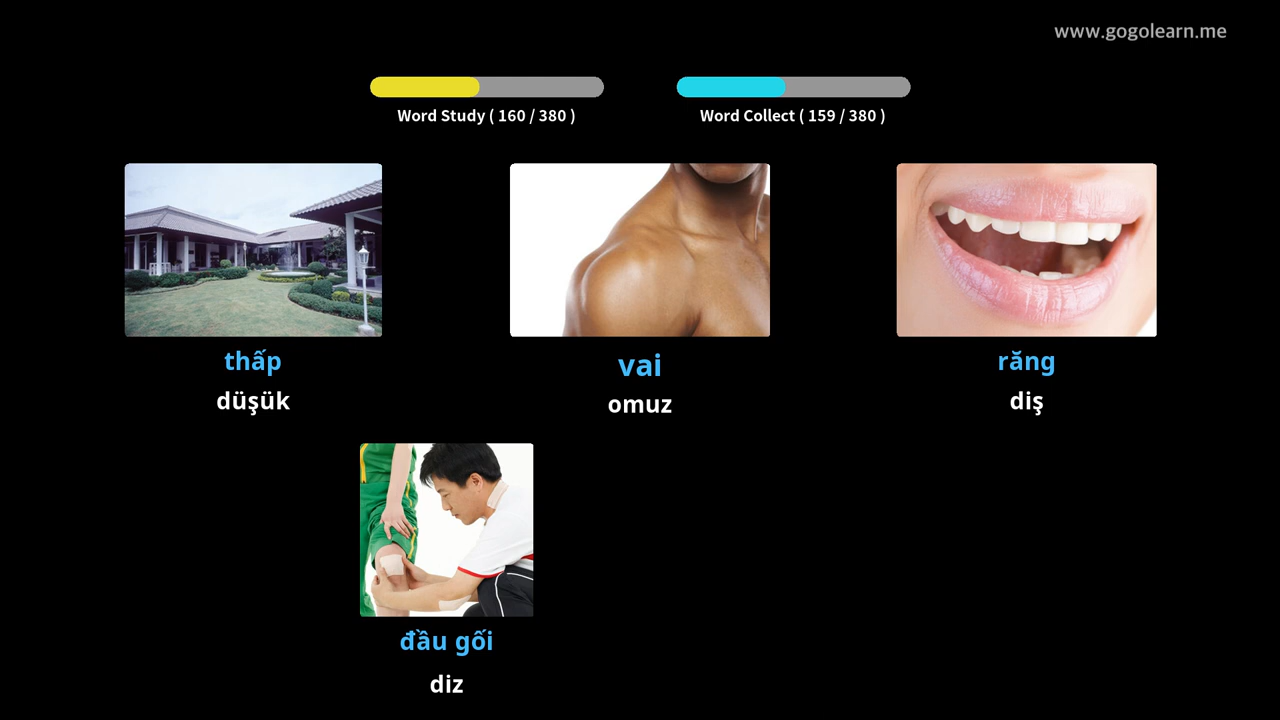 www.gogolearn.me
Word Study ( 160 / 380 )
Word Collect ( 159 / 380 )
thấp
düşük
vai
omuz
răng
diş
đầu gối
diz